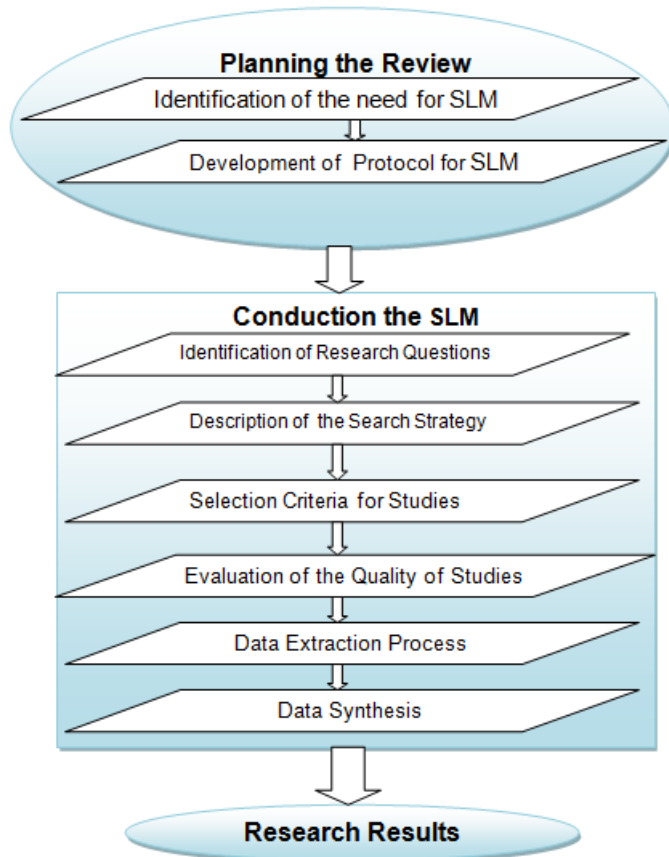 Planning the Review
Identification of the need for SLM
Development of Protocol for SLM
Conduction the SLM
Identification of Research Questions
Description of the Search Strategy
Selection Criteria for Studies
Evaluation of the Quality of Studies
Data Extraction Process
Data Synthesis
Research Results